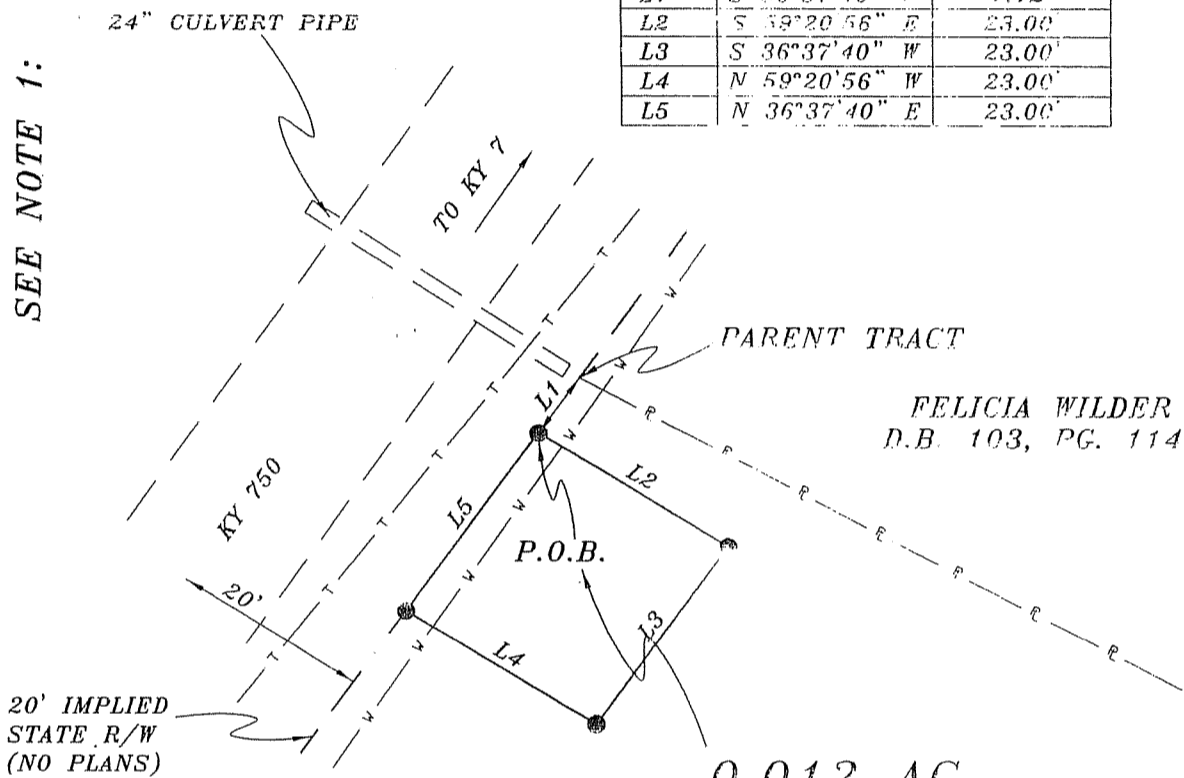 24" CULVERT PIPE
SEE NOTE 1:
L2 S 59°20'56" E 23.00'
L3 S 36°37'40" W 23.00'
L4 N 59°20'56" W 23.00'
L5 N 36°37'40" E 23.00'
TO KY 7
T
T
T
T
T
T
T
W
W
W
W
W
W
W
PARENT TRACT
L1
FELICIA WILDER
D.B. 103, PG. 114
L2
L5
KY 750
P.O.B.
20'
L3
L4
20' IMPLIED
STATE R/W
(NO PLANS)
0.012 AC